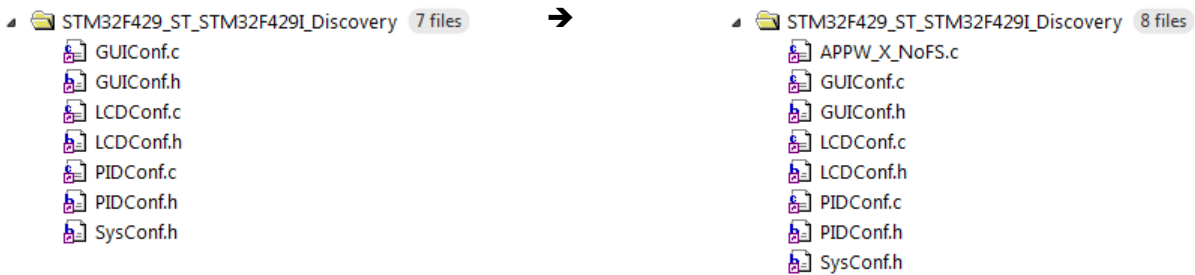 STM32F429_ST_STM32F429I_Discovery 7 files
GUIConf.c
GUIConf.h
LCDConf.c
LCDConf.h
PIDConf.c
PIDConf.h
SysConf.h
➔
STM32F429_ST_STM32F429I_Discovery 8 files
APPW_X_NoFS.c
GUIConf.c
GUIConf.h
LCDConf.c
LCDConf.h
PIDConf.c
PIDConf.h
SysConf.h